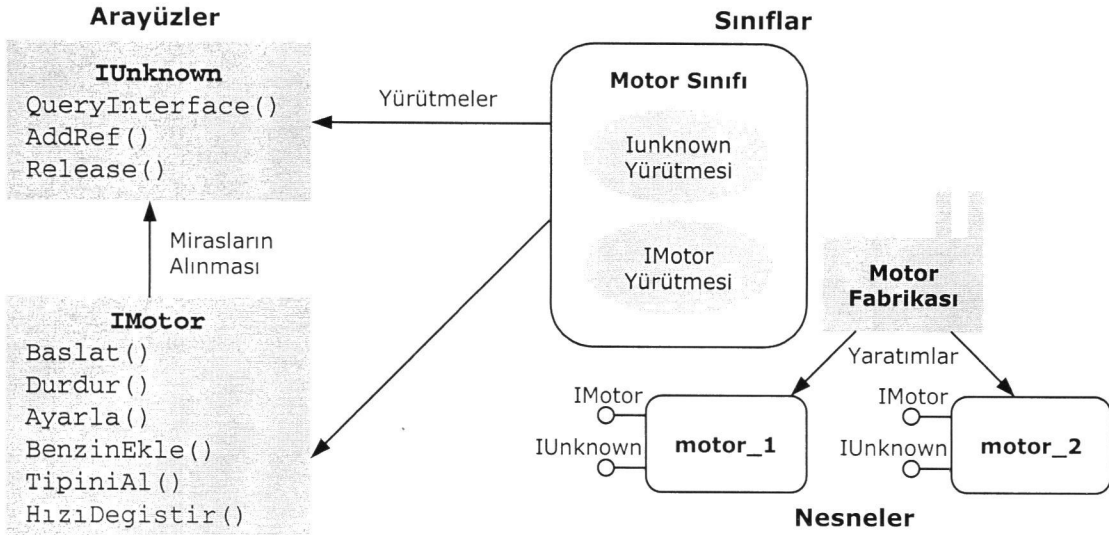 Arayüzler
IUnknown
QueryInterface()
AddRef()
Release()
Mirasların
Alınması
IMotor
Baslat()
Durdur()
Ayarla()
BenzinEkle()
TipiniAl()
HızıDegistir()
Yürütmeler
Sınıflar
Motor Sınıfı
Iunknown
Yürütmesi
IMotor
Yürütmesi
Motor
Fabrikası
Yaratımlar
IMotor
IUnknown
motor_1
IMotor
IUnknown
motor_2
Nesneler